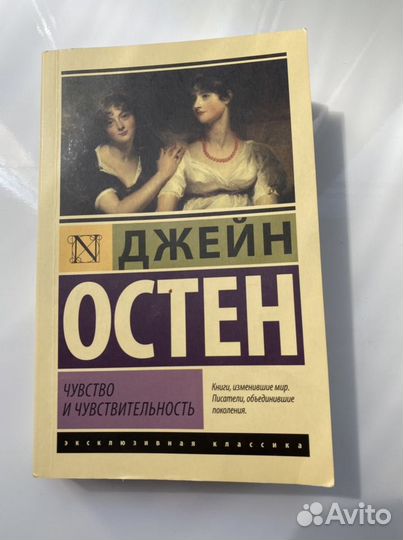 N
ДЖЕЙН
ОСТЕН
ЧУВСТВО
И ЧУВСТВИТЕЛЬНОСТЬ
Книги, изменившие мир.
Писатели, объединившие
поколения.
эксклюзивная классика
Avito